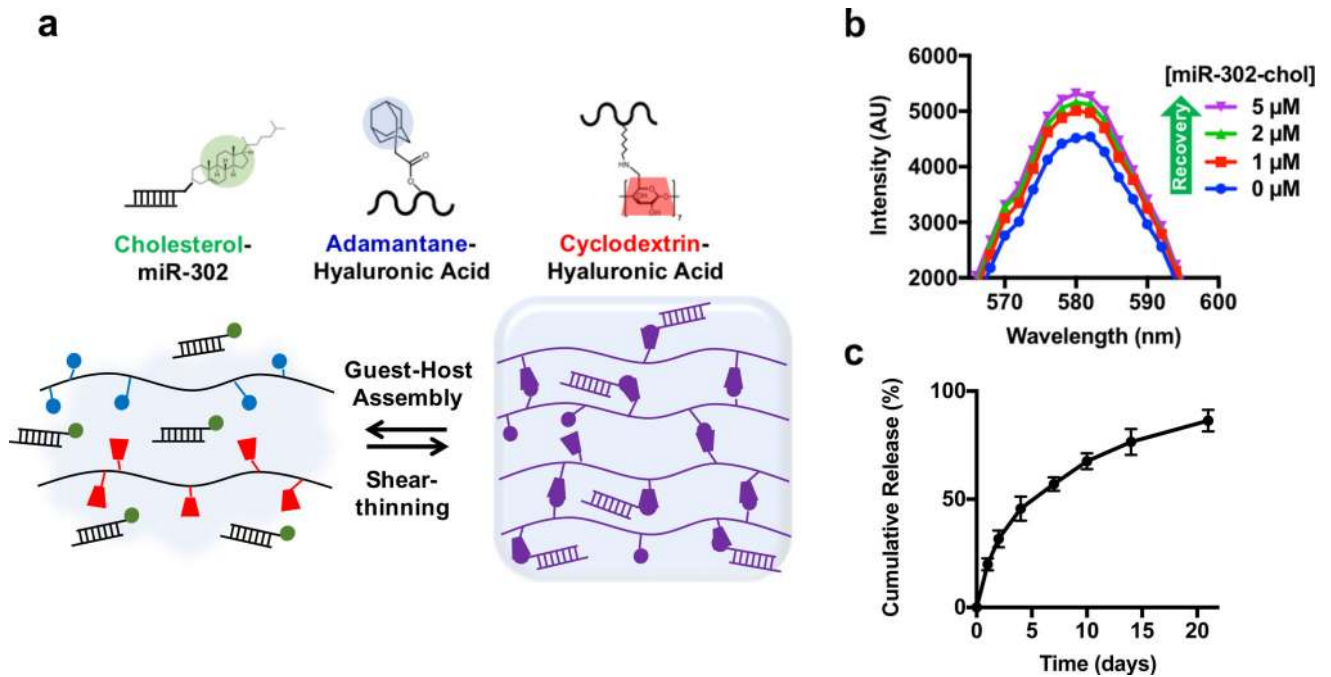 a
Cholesterol-
miR-302
Adamantane-
Hyaluronic Acid
Cyclodextrin-
Hyaluronic Acid
Guest-Host
Assembly
Shear-
thinning
b
6000
5000
4000
3000
2000
Intensity (AU)
570 580 590 600
Wavelength (nm)
[miR-302-chol]
Recovery
5 µM
2 µM
1 µM
0 µM
c
100
50
0
Cumulative Release (%)
0 5 10 15 20
Time (days)
O
O
HN
O
7